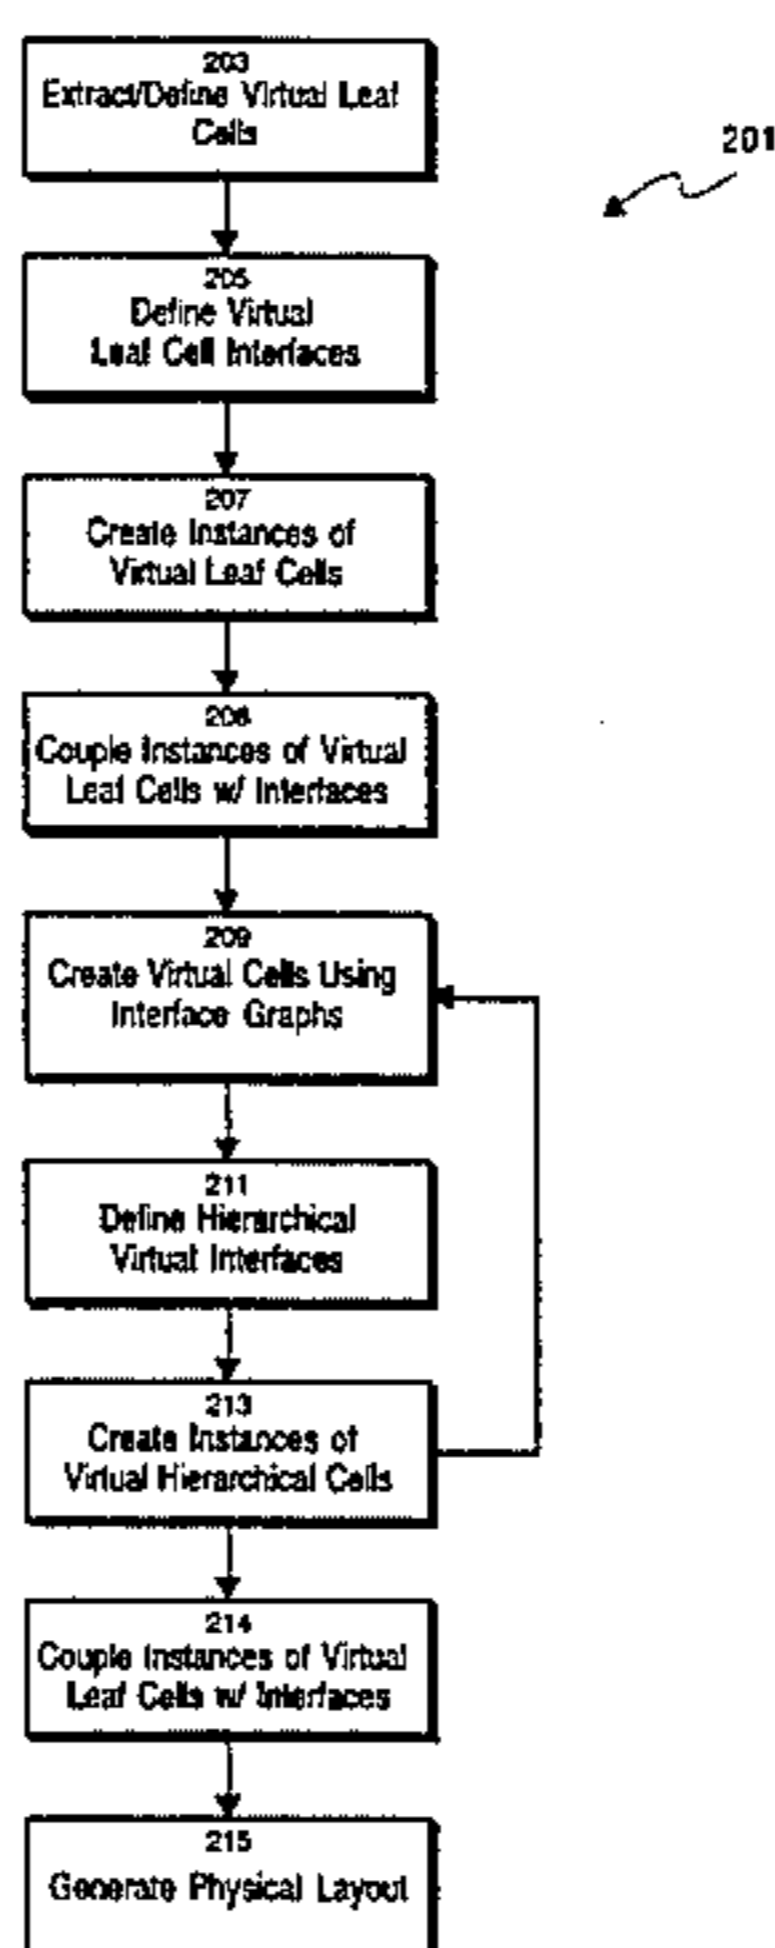 203
Extract/Define Virtual Leaf
Cells
201
205
Define Virtual
Leaf Cell Interfaces
207
Create Instances of
Virtual Leaf Cells
208
Couple Instances of Virtual
Leaf Cells w/ Interfaces
209
Create Virtual Cells Using
Interface Graphs
211
Define Hierarchical
Virtual Interfaces
213
Create Instances of
Virtual Hierarchical Cells
214
Couple Instances of Virtual
Leaf Cells w/ Interfaces
215
Generate Physical Layout